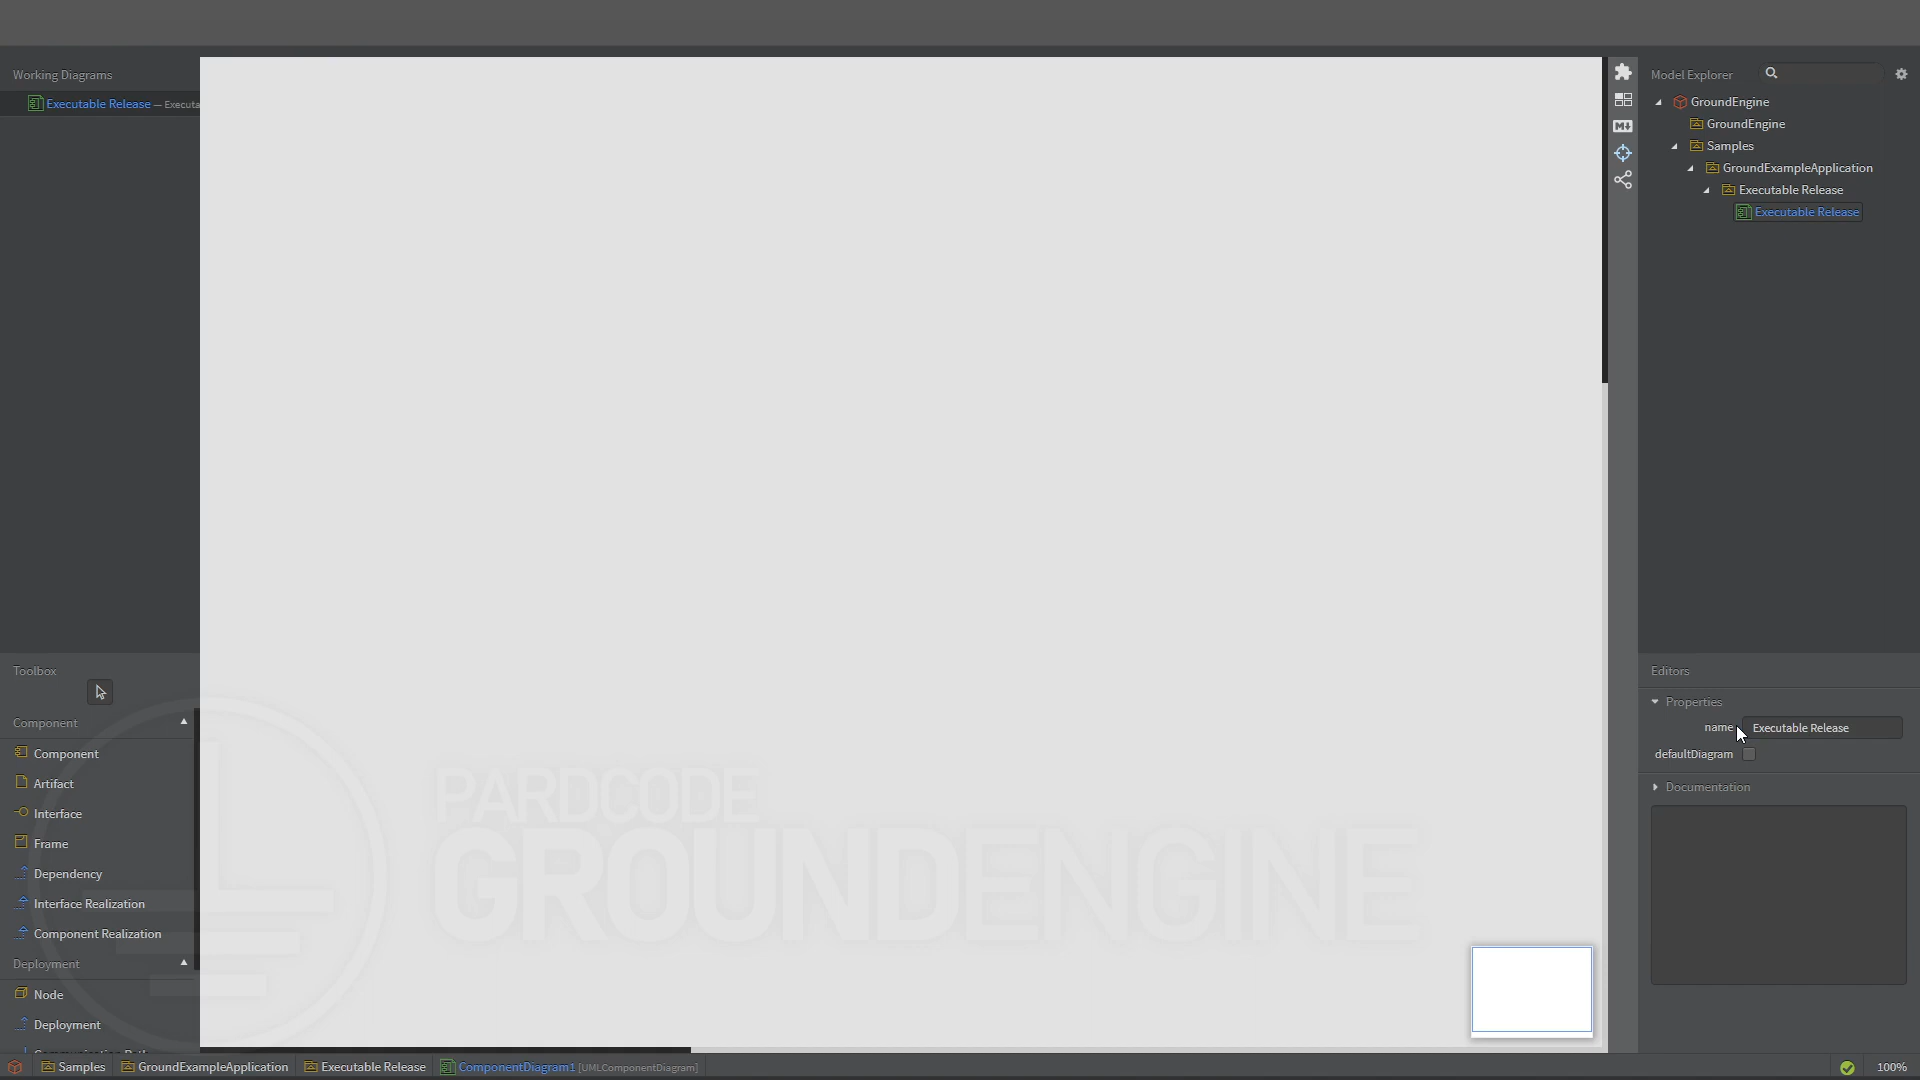 Working Diagrams
Executable Release — Executa
Toolbox
Component
Component
Artifact
Interface
Frame
Dependency
Interface Realization
Component Realization
Deployment
Node
Deployment
PARDCODE
GROUNDENGINE
M
Model Explorer
GroundEngine
GroundEngine
Samples
GroundExampleApplication
Executable Release
Executable Release
Editors
Properties
name Executable Release
defaultDiagram
Documentation
Samples GroundExampleApplication Executable Release ComponentDiagram1 [UMLComponentDiagram] 100%